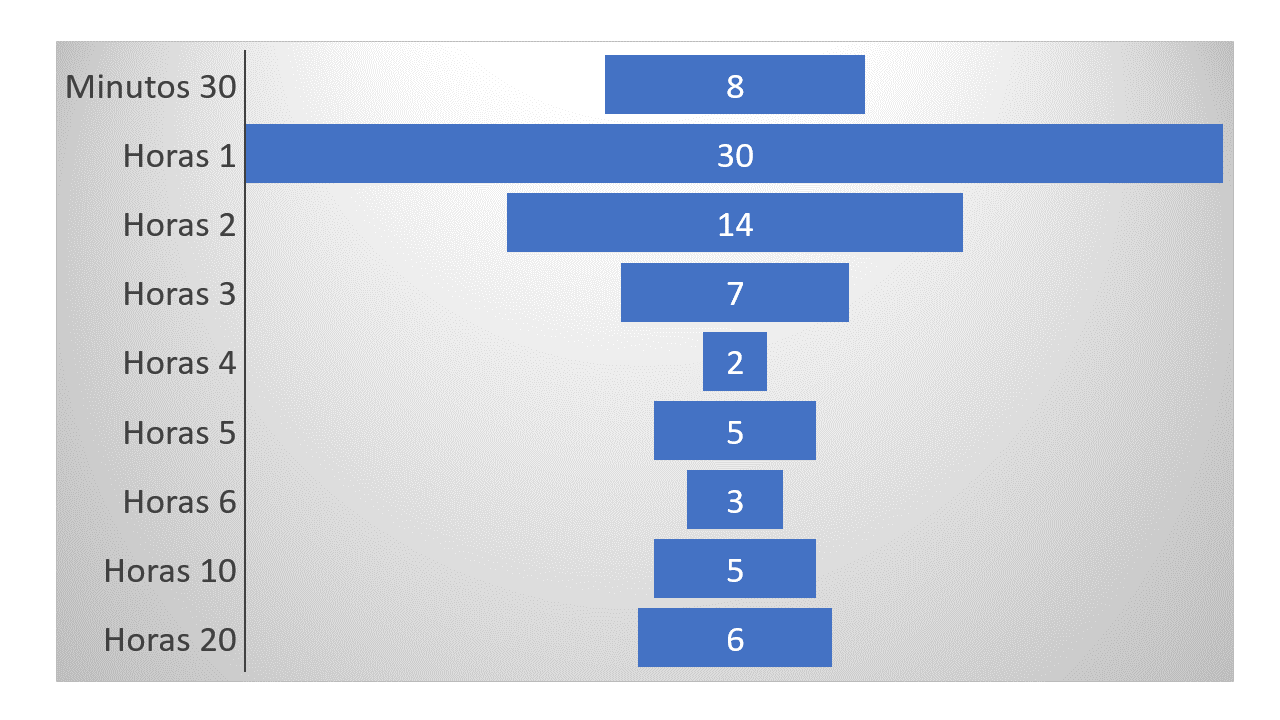 Minutos 30 8
Horas 1 30
Horas 2 14
Horas 3 7
Horas 4 2
Horas 5 5
Horas 6 3
Horas 10 5
Horas 20 6